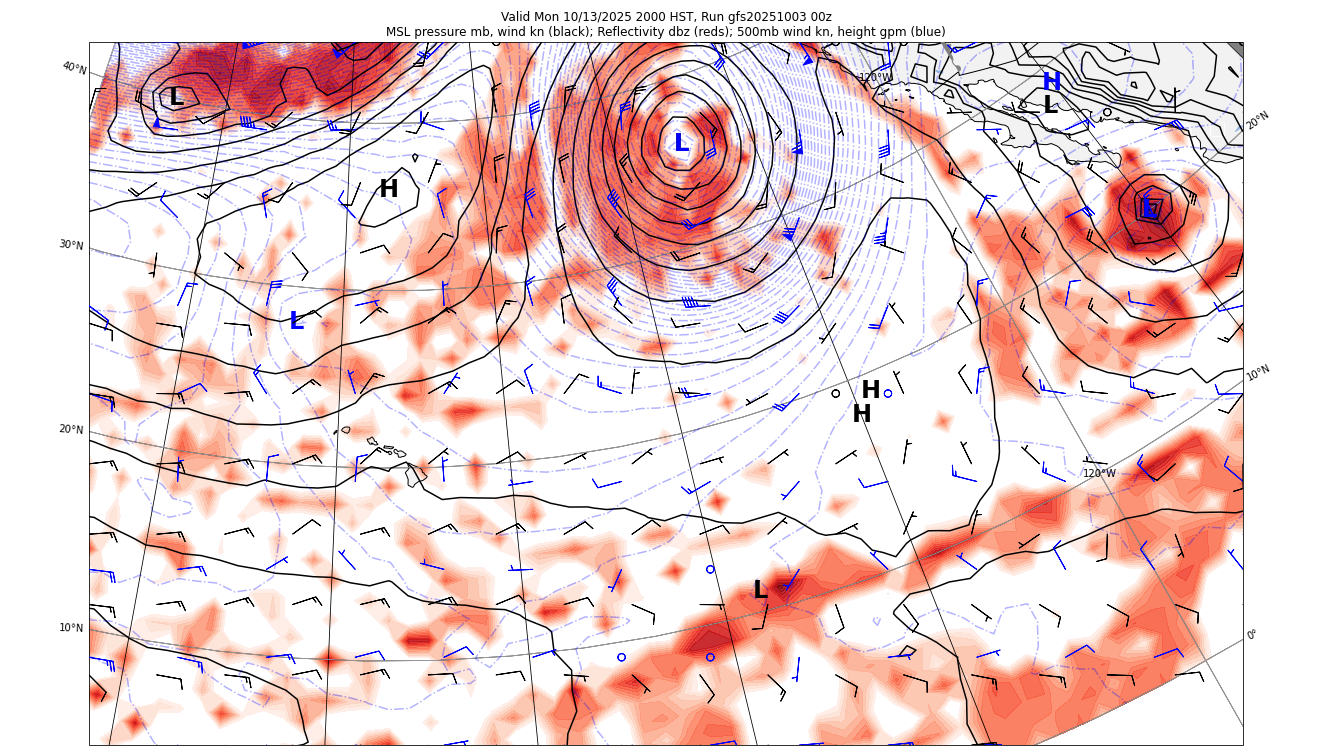 Valid Mon 10/13/2025 2000 HST, Run gfs20251003 00z
MSL pressure mb, wind kn (black); Reflectivity dbz (reds); 500mb wind kn, height gpm (blue)
40°N
120°W
H
L
L
20°N
L
H
L
30°N
L
10°N
H
H
20°N
120°W
L
10°N
0°